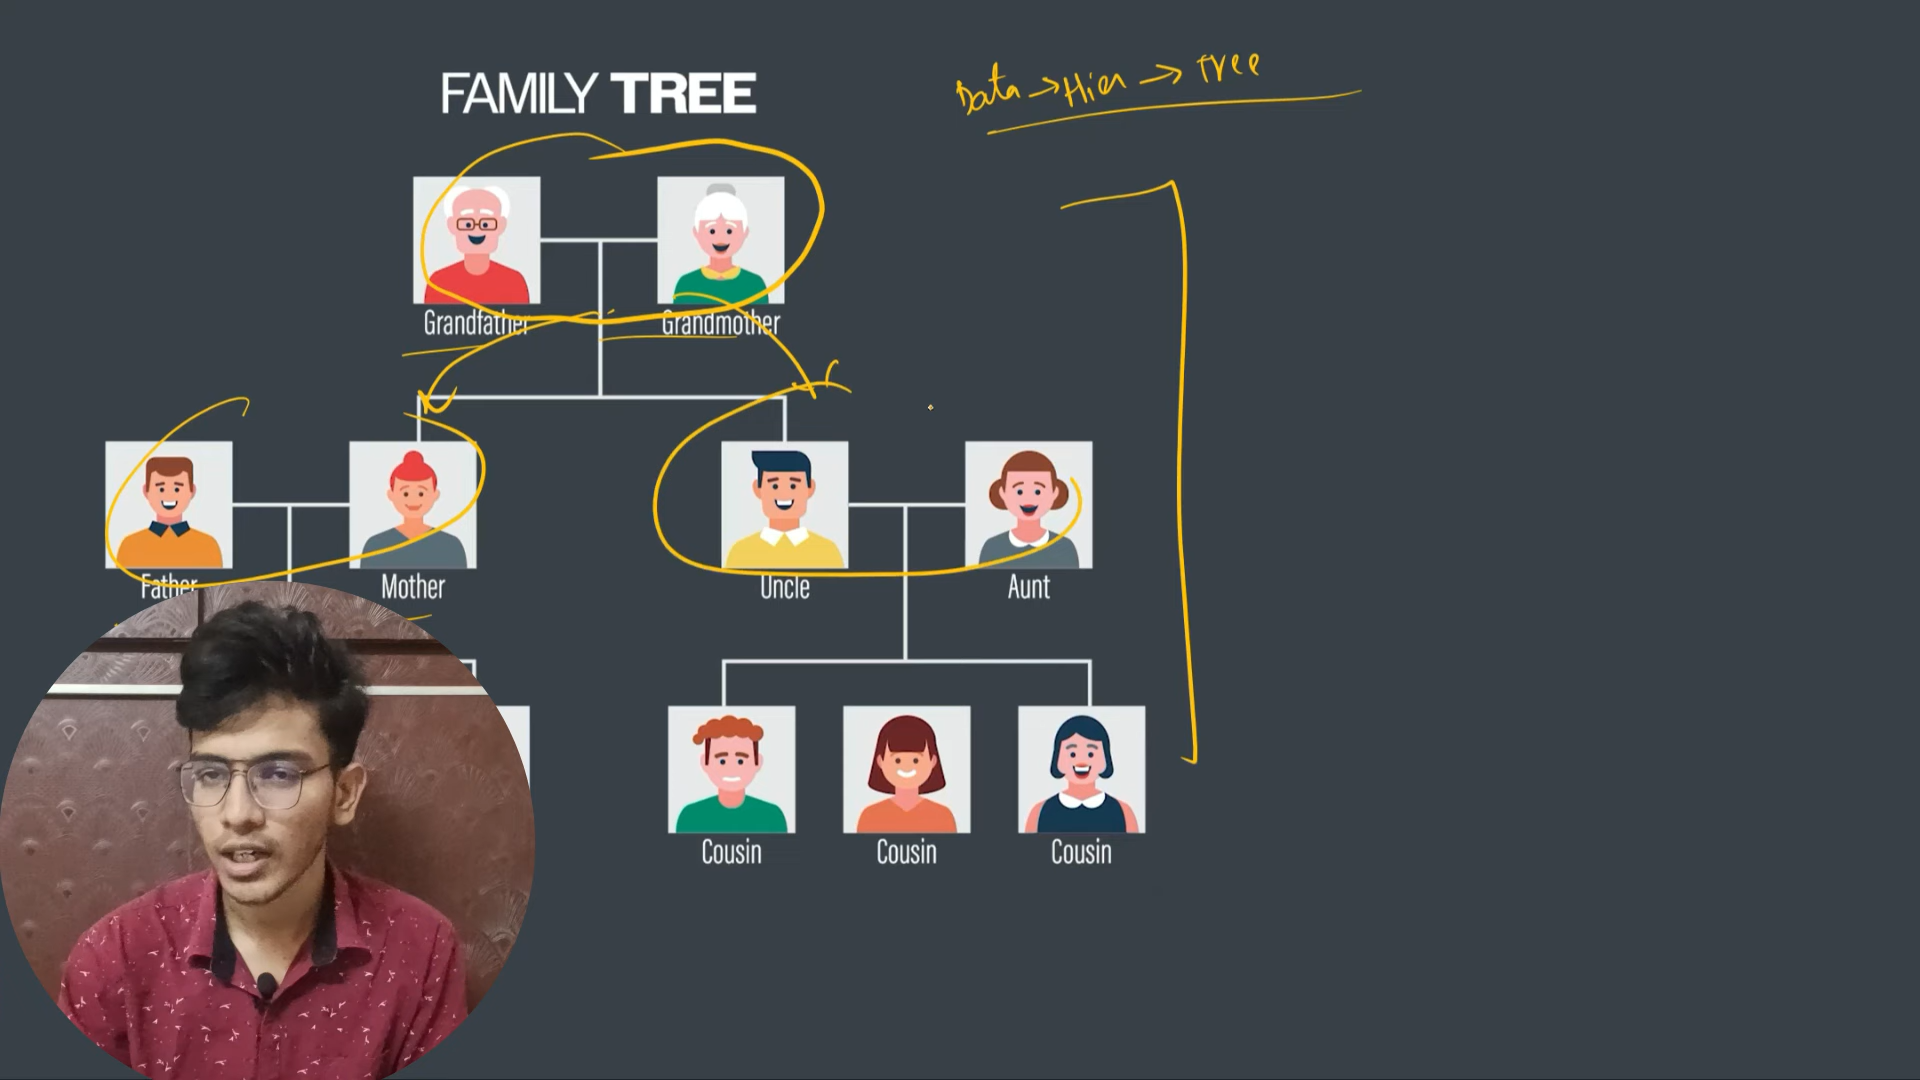 FAMILY TREE
Data → Hier → Tree
Grandfather Grandmother
Father Mother Uncle Aunt
Cousin Cousin Cousin